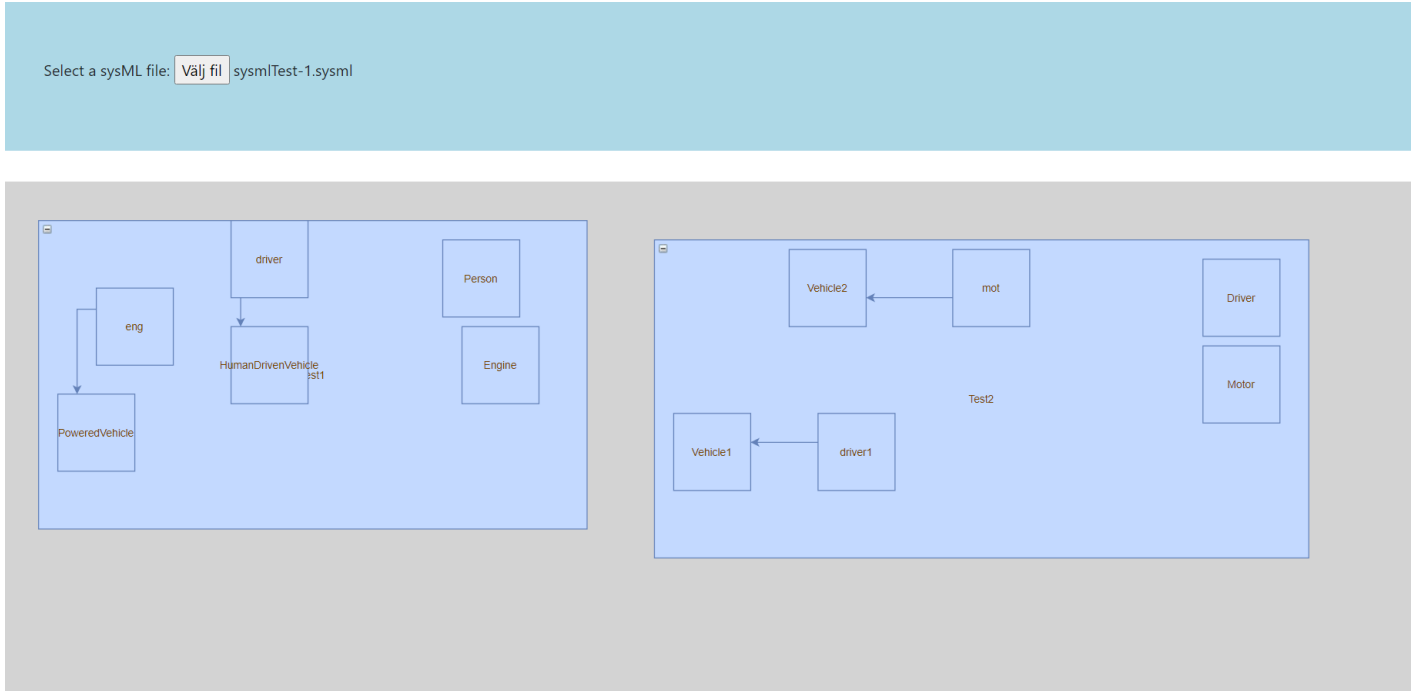 Select a sysML file: Välj fil sysmlTest-1.sysml
driver
Person
eng
HumanDrivenVehicle
Engine
est1
PoweredVehicle
Vehicle2
mot
Driver
Motor
Test2
Vehicle1
driver1